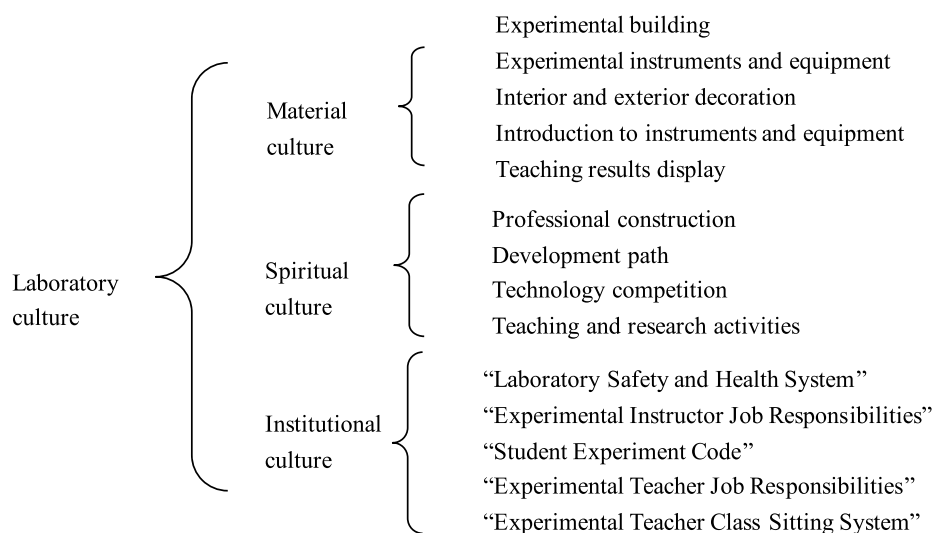 Laboratory
culture
Material
culture
Experimental building
Experimental instruments and equipment
Interior and exterior decoration
Introduction to instruments and equipment
Teaching results display
Spiritual
culture
Professional construction
Development path
Technology competition
Teaching and research activities
Institutional
culture
“Laboratory Safety and Health System”
“Experimental Instructor Job Responsibilities”
“Student Experiment Code”
“Experimental Teacher Job Responsibilities”
“Experimental Teacher Class Sitting System”